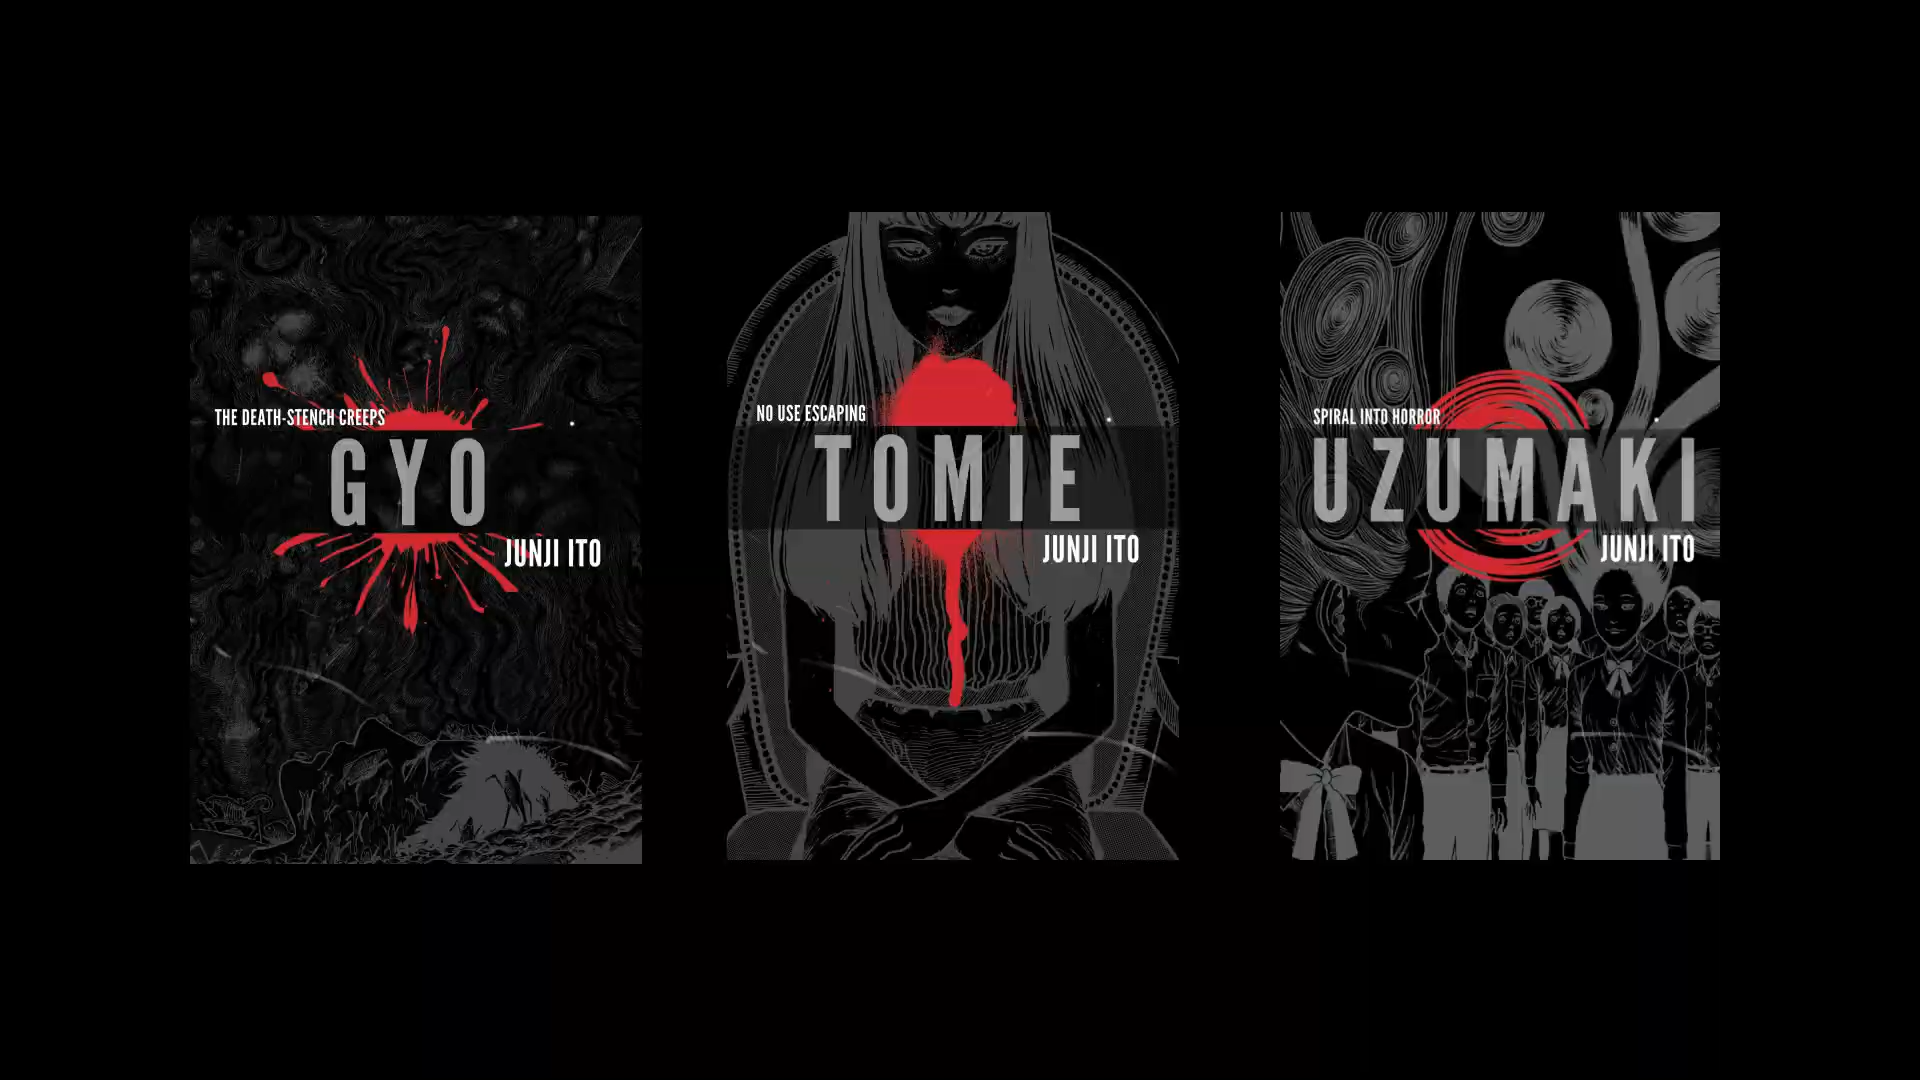 THE DEATH-STENCH CREEPS
GYO
JUNJI ITO
NO USE ESCAPING
TOMIE
JUNJI ITO
SPIRAL INTO HORROR
UZUMAKI
JUNJI ITO